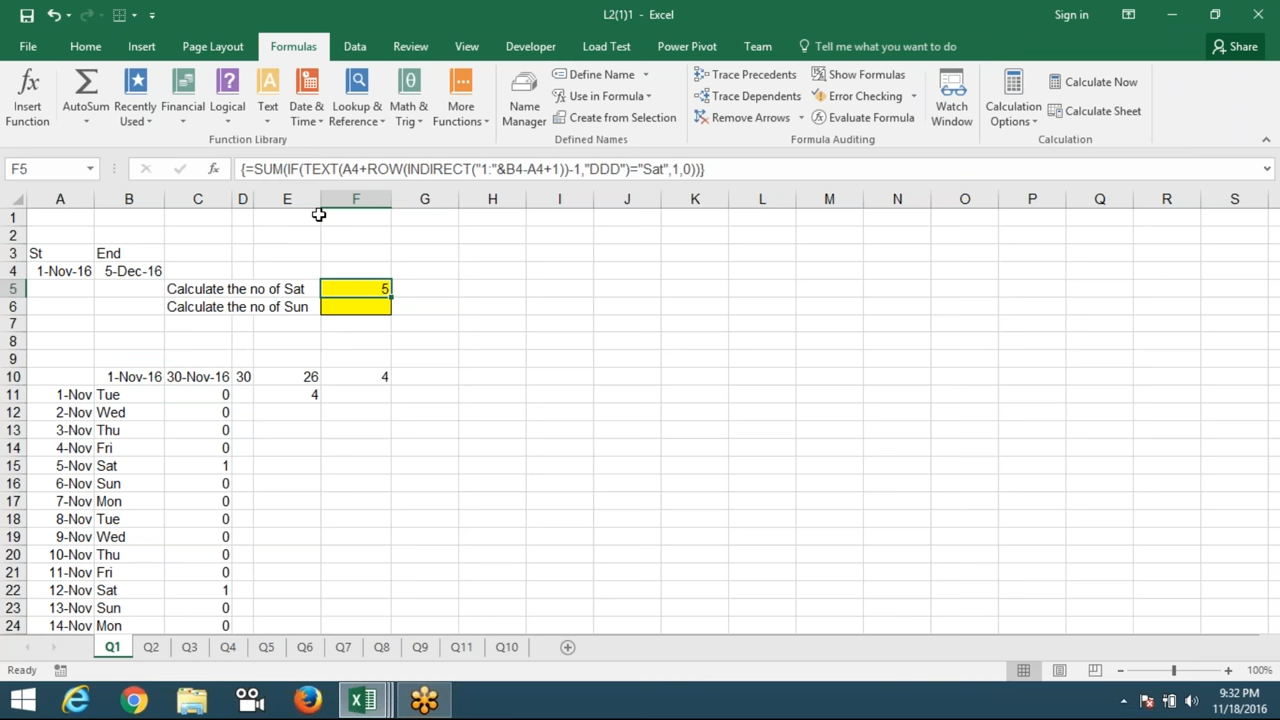 L2(1)1 - Excel
Sign in
File Home Insert Page Layout Formulas Data Review View Developer Load Test Power Pivot Team Tell me what you want to do Share
Insert Function
AutoSum
Recently Used
Financial
Logical
Text
Date & Time
Lookup & Reference
Math & Trig
More Functions
Function Library
Name Manager
Define Name
Use in Formula
Create from Selection
Defined Names
Trace Precedents
Trace Dependents
Remove Arrows
Show Formulas
Error Checking
Evaluate Formula
Formula Auditing
Watch Window
Calculation Options
Calculate Now
Calculate Sheet
Calculation
F5 fx {=SUM(IF(TEXT(A4+ROW(INDIRECT("1:"&B4-A4+1))-1,"DDD")="Sat",1,0))}
A B C D E F G H I J K L M N O P Q R S
1
2
3 St End
4 1-Nov-16 5-Dec-16
5 Calculate the no of Sat 5
6 Calculate the no of Sun
7
8
9
10 1-Nov-16 30-Nov-16 30 26 4
11 1-Nov Tue 0 4
12 2-Nov Wed 0
13 3-Nov Thu 0
14 4-Nov Fri 0
15 5-Nov Sat 1
16 6-Nov Sun 0
17 7-Nov Mon 0
18 8-Nov Tue 0
19 9-Nov Wed 0
20 10-Nov Thu 0
21 11-Nov Fri 0
22 12-Nov Sat 1
23 13-Nov Sun 0
24 14-Nov Mon 0
Q1 Q2 Q3 Q4 Q5 Q6 Q7 Q8 Q9 Q11 Q10
Ready
100%
9:32 PM
11/18/2016